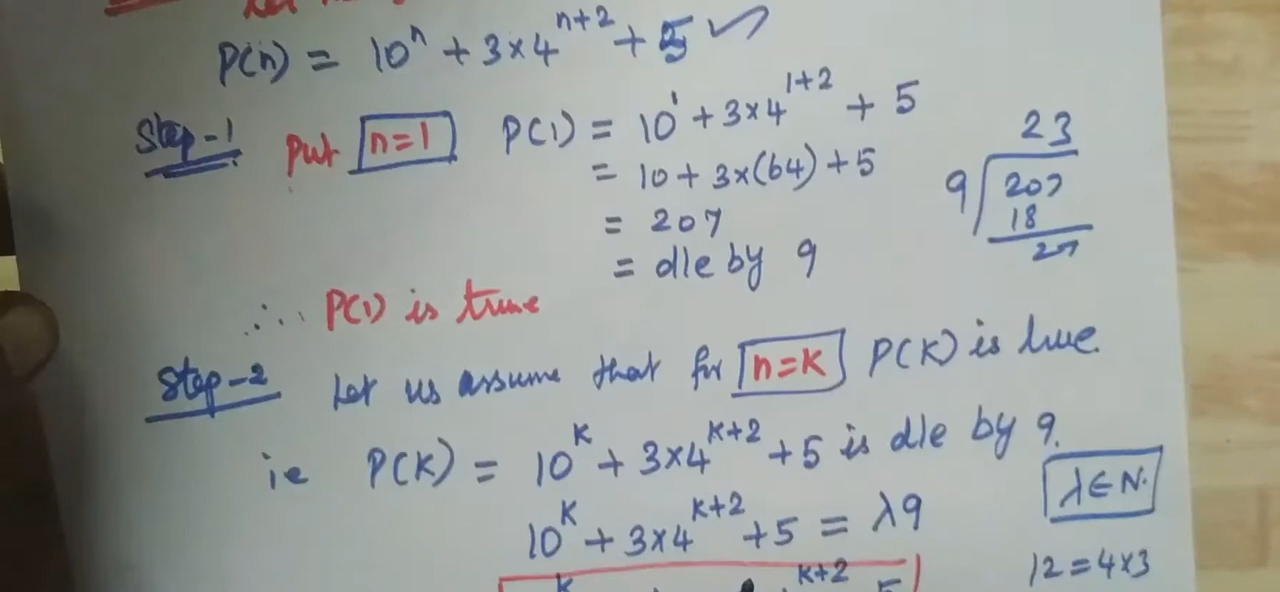 P(n) = 10^n + 3×4^(n+2) + 5
Step-1 Put n=1 P(1) = 10^1 + 3×4^(1+2) + 5
= 10 + 3×(64) + 5
= 207
= dle by 9
23
9 207
18
27
∴ P(1) is true
Step-2 Let us assume that for n=K P(K) is true.
ie P(K) = 10^K + 3×4^(K+2) + 5 is dle by 9.
λ∈N.
10^K + 3×4^(K+2) + 5 = λ9
12 = 4×3
K K+2 5